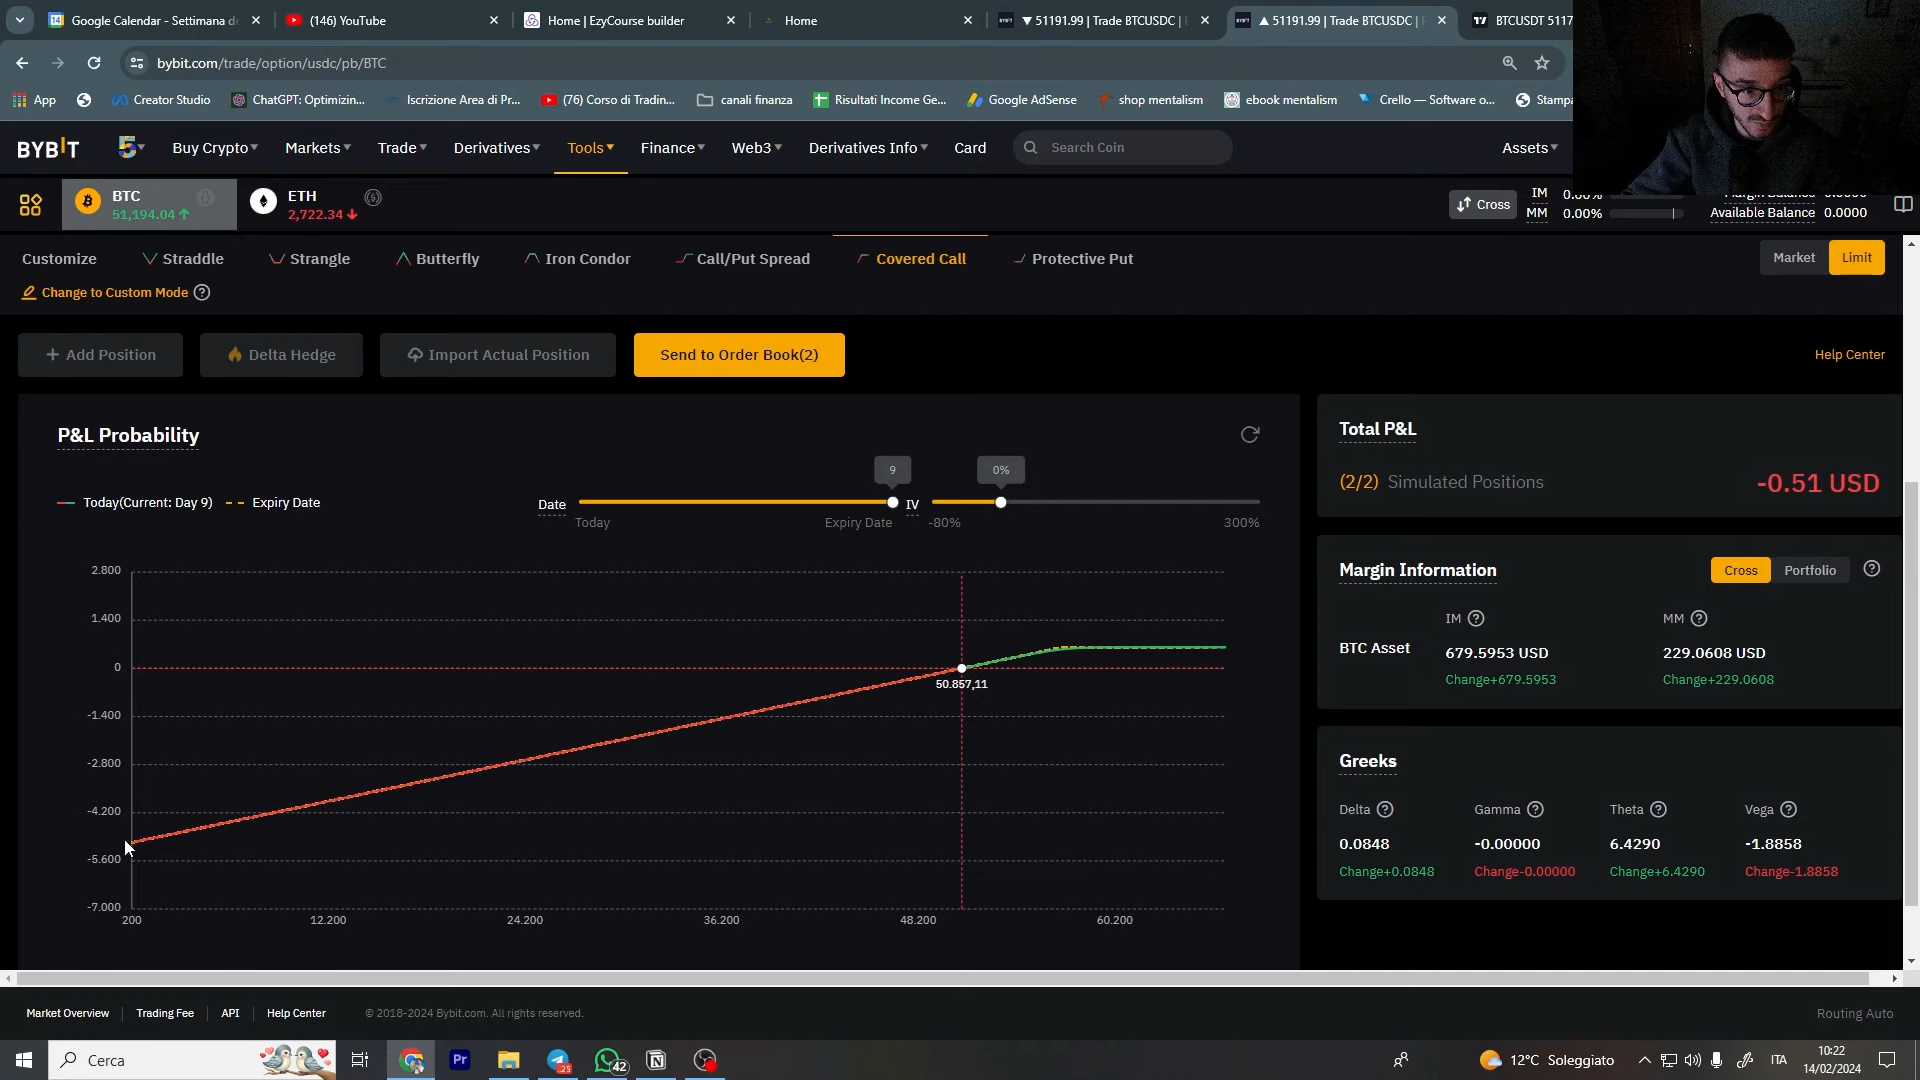 Google Calendar - Settimana d
(146) YouTube
Home | EzyCourse builder
Home
▼ 51191.99 | Trade BTCUSDC |
▲ 51191.99 | Trade BTCUSDC |
BTCUSDT 5117
bybit.com/trade/option/usdc/pb/BTC
App
Creator Studio
ChatGPT: Optimizin...
Iscrizione Area di Pr...
(76) Corso di Tradin...
canali finanza
Risultati Income Ge...
Google AdSense
shop mentalism
ebook mentalism
Crello — Software o...
Stampa
BYBIT
Buy Crypto
Markets
Trade
Derivatives
Tools
Finance
Web3
Derivatives Info
Card
Search Coin
Assets
BTC
51,194.04
ETH
2,722.34
Cross
IM 0.00%
MM 0.00%
Margin Balance 0.0000
Available Balance 0.0000
Customize
Straddle
Strangle
Butterfly
Iron Condor
Call/Put Spread
Covered Call
Protective Put
Market
Limit
Change to Custom Mode
+ Add Position
Delta Hedge
Import Actual Position
Send to Order Book(2)
Help Center
P&L Probability
9
0%
Today(Current: Day 9)
Expiry Date
Date
IV
Today
Expiry Date
-80%
300%
2.800
1.400
0
-1.400
-2.800
-4.200
-5.600
-7.000
50.857,11
200
12.200
24.200
36.200
48.200
60.200
Total P&L
(2/2) Simulated Positions
-0.51 USD
Margin Information
Cross
Portfolio
IM
MM
BTC Asset
679.5953 USD
229.0608 USD
Change+679.5953
Change+229.0608
Greeks
Delta
Gamma
Theta
Vega
0.0848
-0.00000
6.4290
-1.8858
Change+0.0848
Change-0.00000
Change+6.4290
Change-1.8858
Market Overview
Trading Fee
API
Help Center
© 2018-2024 Bybit.com. All rights reserved.
Routing Auto
Cerca
Pr
25
42
12°C Soleggiato
ITA
10:22
14/02/2024